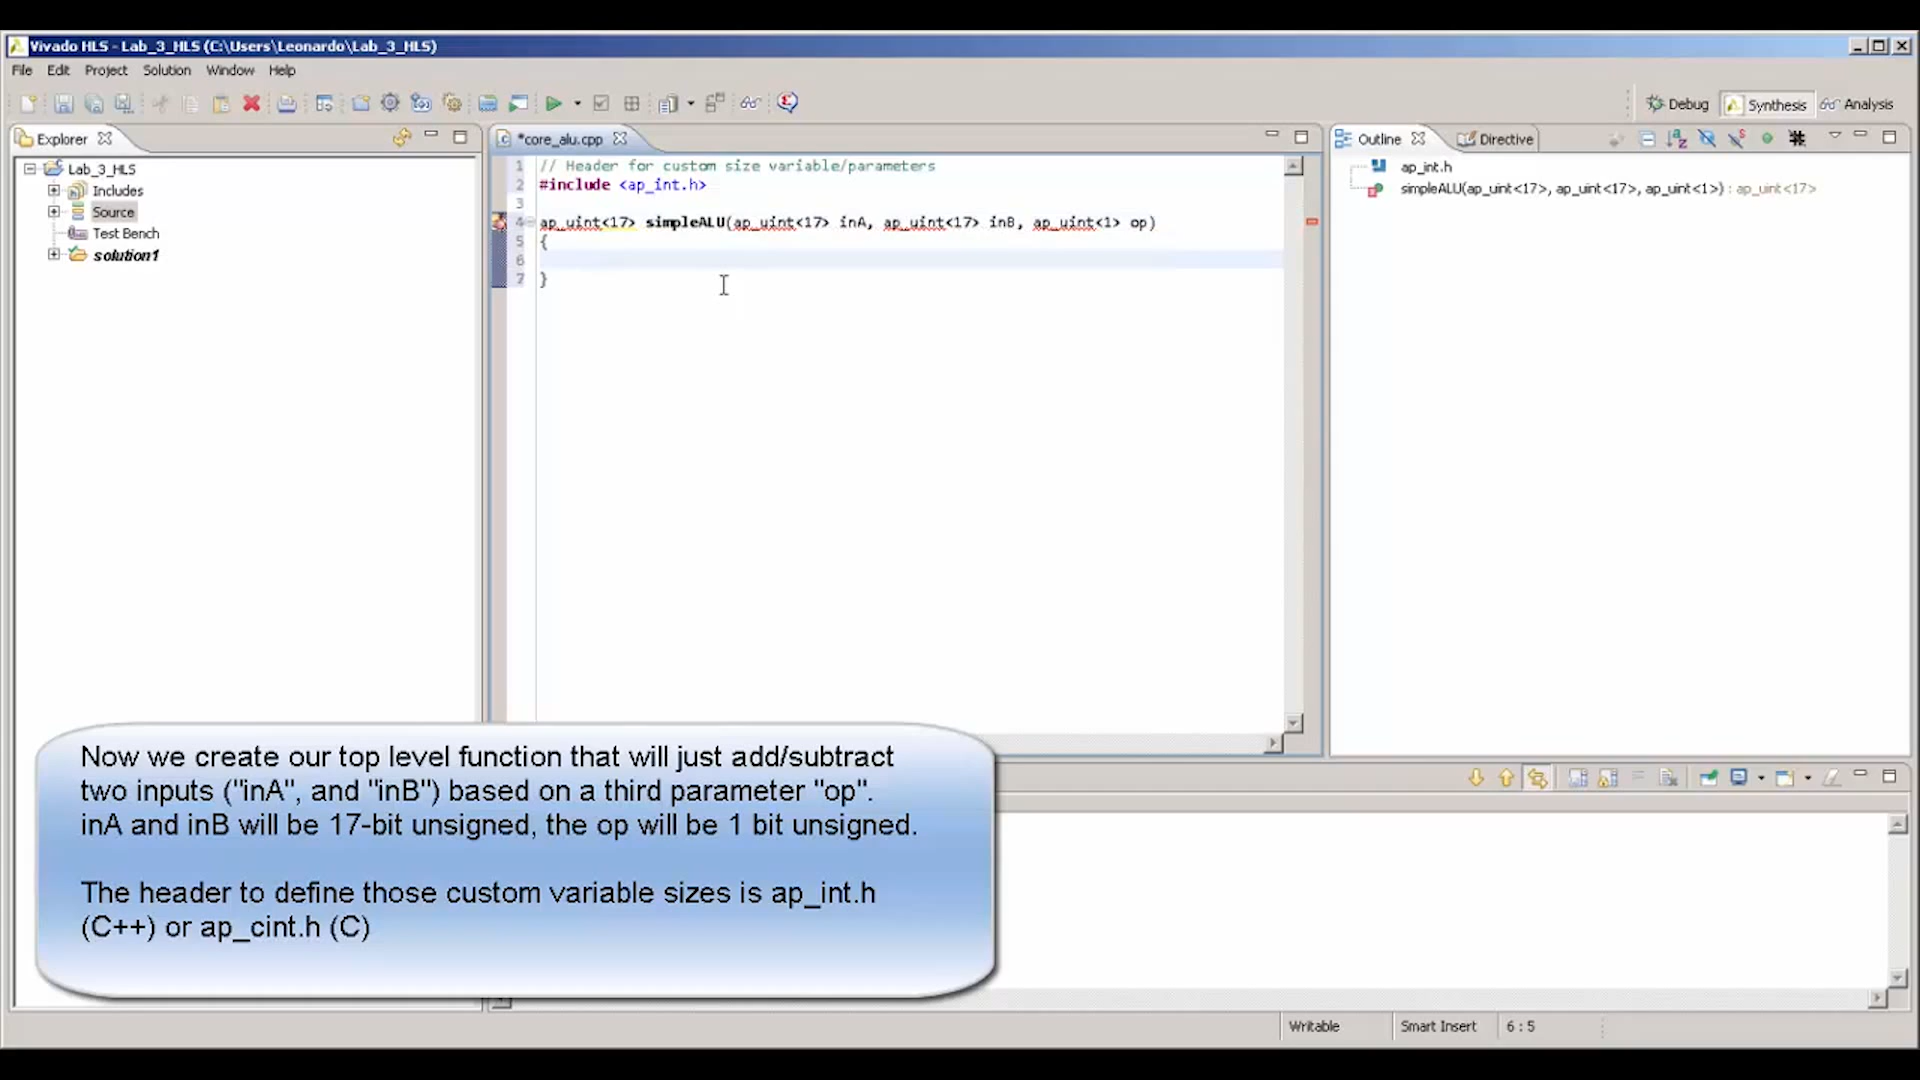 Vivado HLS - Lab_3_HLS (C:\Users\Leonardo\Lab_3_HLS)
File Edit Project Solution Window Help
Debug Synthesis Analysis
Explorer
*core_alu.cpp
Outline Directive
Lab_3_HLS
Includes
Source
Test Bench
solution1
1 // Header for custom size variable/parameters
2 #include <ap_int.h>
3
4 ap_uint<17> simpleALU(ap_uint<17> inA, ap_uint<17> inB, ap_uint<1> op)
5 {
6
7 }
ap_int.h
simpleALU(ap_uint<17>, ap_uint<17>, ap_uint<1>) : ap_uint<17>
Now we create our top level function that will just add/subtract
two inputs ("inA", and "inB") based on a third parameter "op".
inA and inB will be 17-bit unsigned, the op will be 1 bit unsigned.
The header to define those custom variable sizes is ap_int.h
(C++) or ap_cint.h (C)
Writable Smart Insert 6 : 5